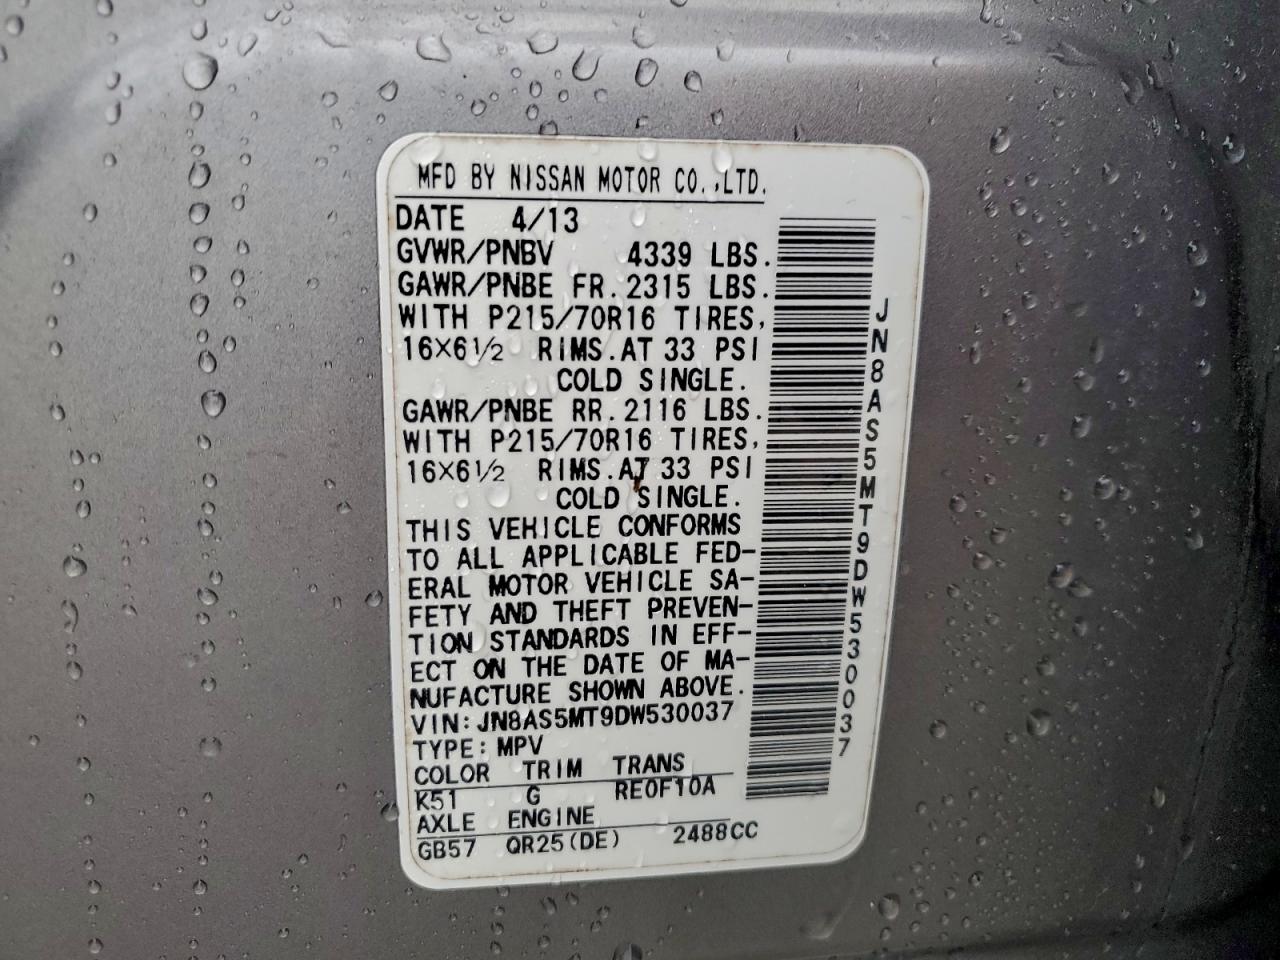 MFD BY NISSAN MOTOR CO.,LTD.
DATE 4/13
GVWR/PNBV 4339 LBS.
GAWR/PNBE FR.2315 LBS.
WITH P215/70R16 TIRES,
16X6½ RIMS.AT 33 PSI
COLD SINGLE.
GAWR/PNBE RR.2116 LBS.
WITH P215/70R16 TIRES,
16X6½ RIMS.AT 33 PSI
COLD SINGLE.
THIS VEHICLE CONFORMS
TO ALL APPLICABLE FED-
ERAL MOTOR VEHICLE SA-
FETY AND THEFT PREVEN-
TION STANDARDS IN EFF-
ECT ON THE DATE OF MA-
NUFACTURE SHOWN ABOVE.
VIN:JN8AS5MT9DW530037
TYPE:MPV
COLOR TRIM TRANS
K51 G RE0F10A
AXLE ENGINE
GB57 QR25(DE) 2488CC
JN8AS5MT9DW530037